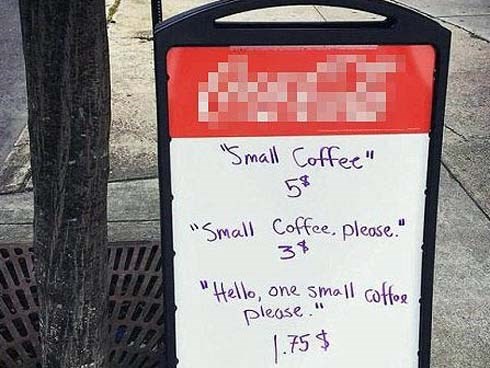 "Small Coffee"
5$
"Small Coffee, please."
3$
"Hello, one small coffee
please."
1.75$